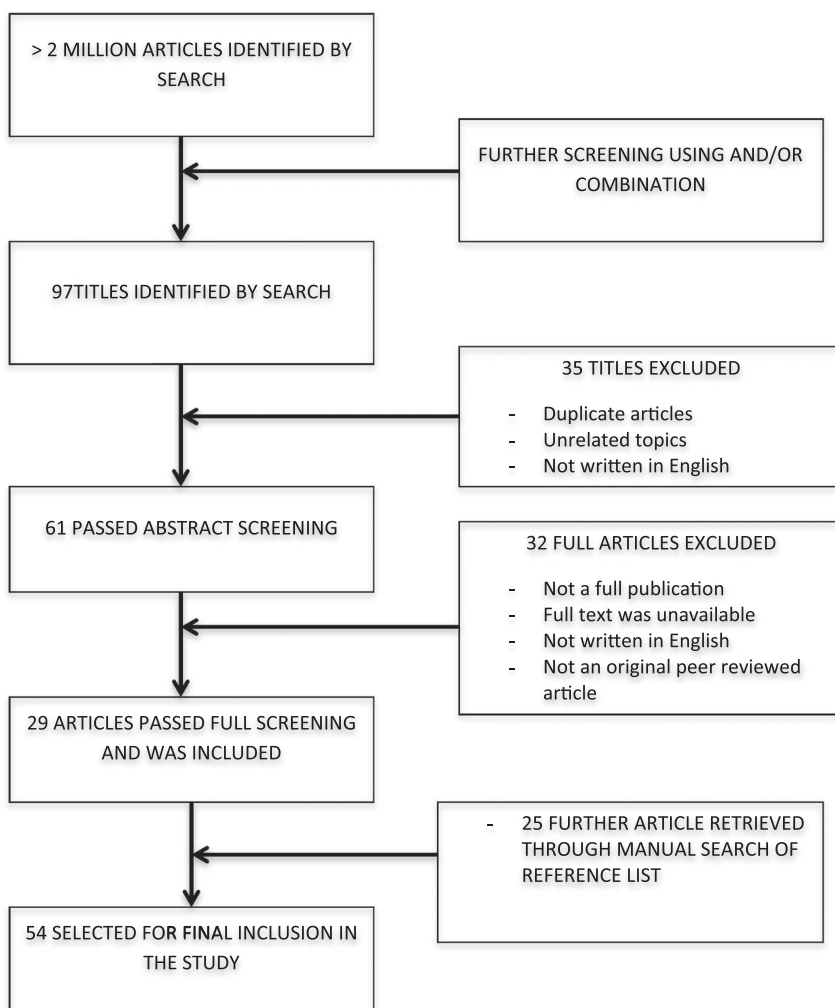 > 2 MILLION ARTICLES IDENTIFIED BY
SEARCH
FURTHER SCREENING USING AND/OR
COMBINATION
97TITLES IDENTIFIED BY SEARCH
35 TITLES EXCLUDED
- Duplicate articles
- Unrelated topics
- Not written in English
61 PASSED ABSTRACT SCREENING
32 FULL ARTICLES EXCLUDED
- Not a full publication
- Full text was unavailable
- Not written in English
- Not an original peer reviewed
article
29 ARTICLES PASSED FULL SCREENING
AND WAS INCLUDED
- 25 FURTHER ARTICLE RETRIEVED
THROUGH MANUAL SEARCH OF
REFERENCE LIST
54 SELECTED FOR FINAL INCLUSION IN
THE STUDY